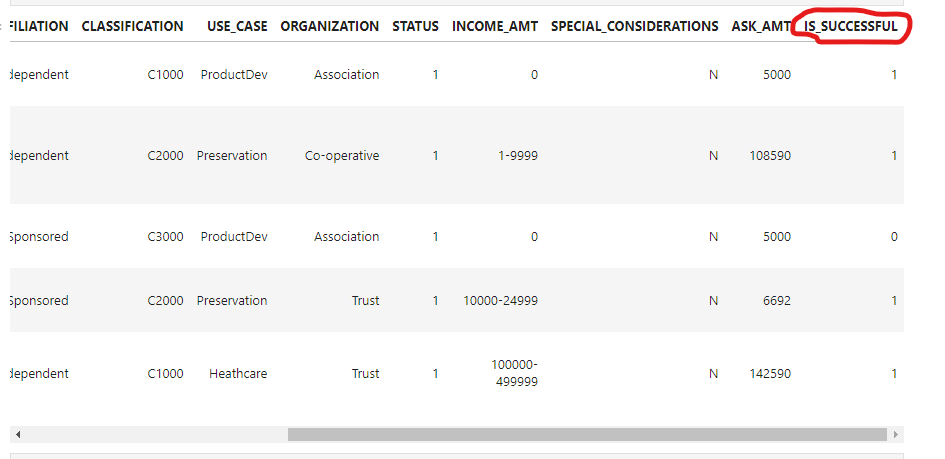 FILIATION CLASSIFICATION USE_CASE ORGANIZATION STATUS INCOME_AMT SPECIAL_CONSIDERATIONS ASK_AMT IS_SUCCESSFUL
dependent C1000 ProductDev Association 1 0 N 5000 1
dependent C2000 Preservation Co-operative 1 1-9999 N 108590 1
Sponsored C3000 ProductDev Association 1 0 N 5000 0
Sponsored C2000 Preservation Trust 1 10000-24999 N 6692 1
dependent C1000 Heathcare Trust 1 100000-
499999 N 142590 1